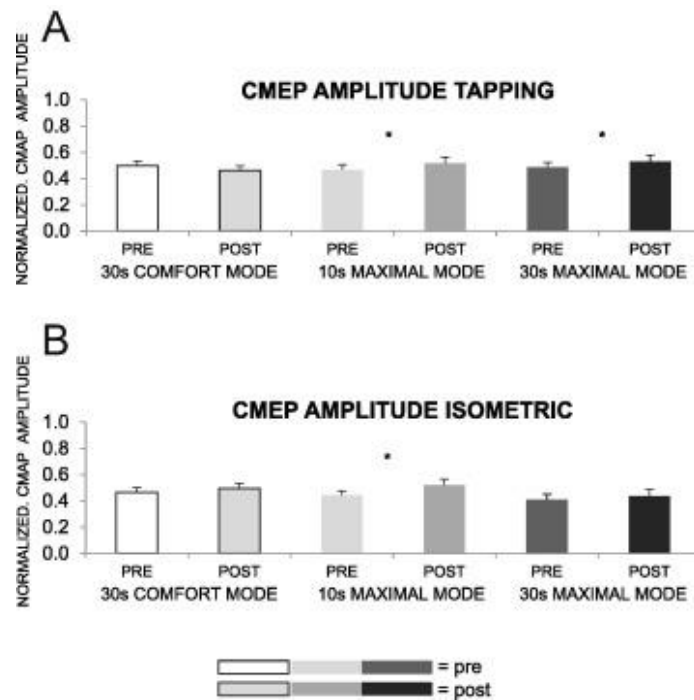 A
CMEP AMPLITUDE TAPPING
NORMALIZED. CMAP AMPLITUDE
1.0
0.8
0.6
0.4
0.2
0.0
*
*
PRE POST PRE POST PRE POST
30s COMFORT MODE 10s MAXIMAL MODE 30s MAXIMAL MODE
B
CMEP AMPLITUDE ISOMETRIC
NORMALIZED. CMAP AMPLITUDE
1.0
0.8
0.6
0.4
0.2
0.0
*
PRE POST PRE POST PRE POST
30s COMFORT MODE 10s MAXIMAL MODE 30s MAXIMAL MODE
= pre
= post